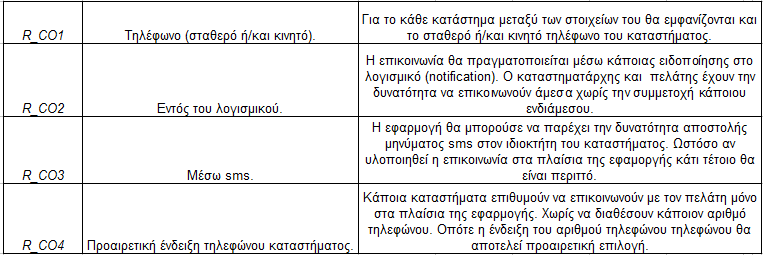 R_CO1
Τηλέφωνο (σταθερό ή/και κινητό).
Για το κάθε κατάστημα μεταξύ των στοιχείων του θα εμφανίζονται και
το σταθερό ή/και κινητό τηλέφωνο του καταστήματος.
R_CO2
Εντός του λογισμικού.
Η επικοινωνία θα πραγματοποιείται μέσω κάποιας ειδοποίησης στο
λογισμικό (notification). Ο καταστηματάρχης και πελάτης έχουν την
δυνατότητα να επικοινωνούν άμεσα χωρίς την συμμετοχή κάποιου
ενδιάμεσου.
R_CO3
Μέσω sms.
Η εφαρμογή θα μπορούσε να παρέχει την δυνατότητα αποστολής
μηνύματος sms στον ιδιοκτήτη του καταστήματος. Ωστόσο αν
υλοποιηθεί η επικοινωνία στα πλαίσια της εφαμοργής κάτι τέτοιο θα
είναι περιττό.
R_CO4
Προαιρετική ένδειξη τηλεφώνου καταστήματος.
Κάποια καταστήματα επιθυμούν να επικοινωνούν με τον πελάτη μόνο
στα πλαίσια της εφαρμογής. Χωρίς να διαθέσουν κάποιον αριθμό
τηλεφώνου. Οπότε η ένδειξη του αριθμού τηλεφώνου τηλεφώνου θα
αποτελεί προαιρετική επιλογή.